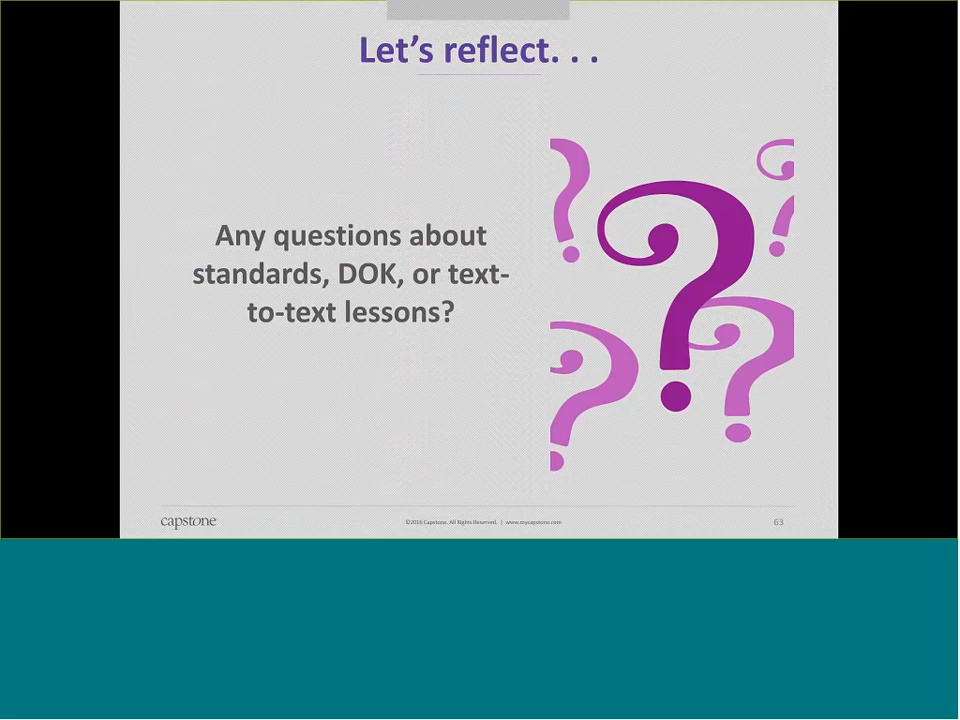 Let’s reflect. . .
Any questions about
standards, DOK, or text-
to-text lessons?
capstone
©2016 Capstone. All Rights Reserved. | www.mycapstone.com
63